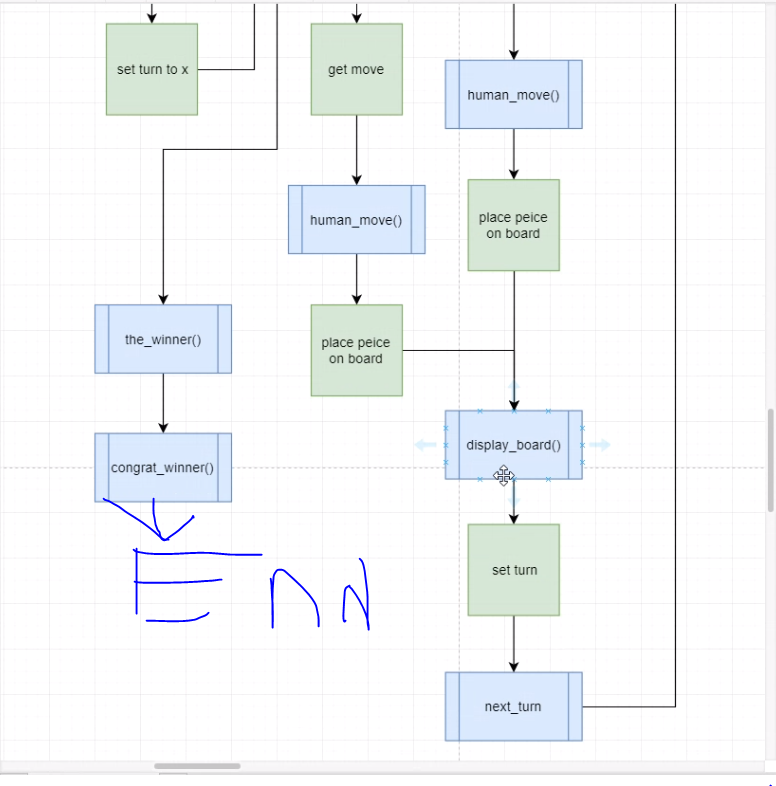 set turn to x
get move
human_move()
human_move()
place peice
on board
the_winner()
place peice
on board
display_board()
congrat_winner()
End
set turn
next_turn